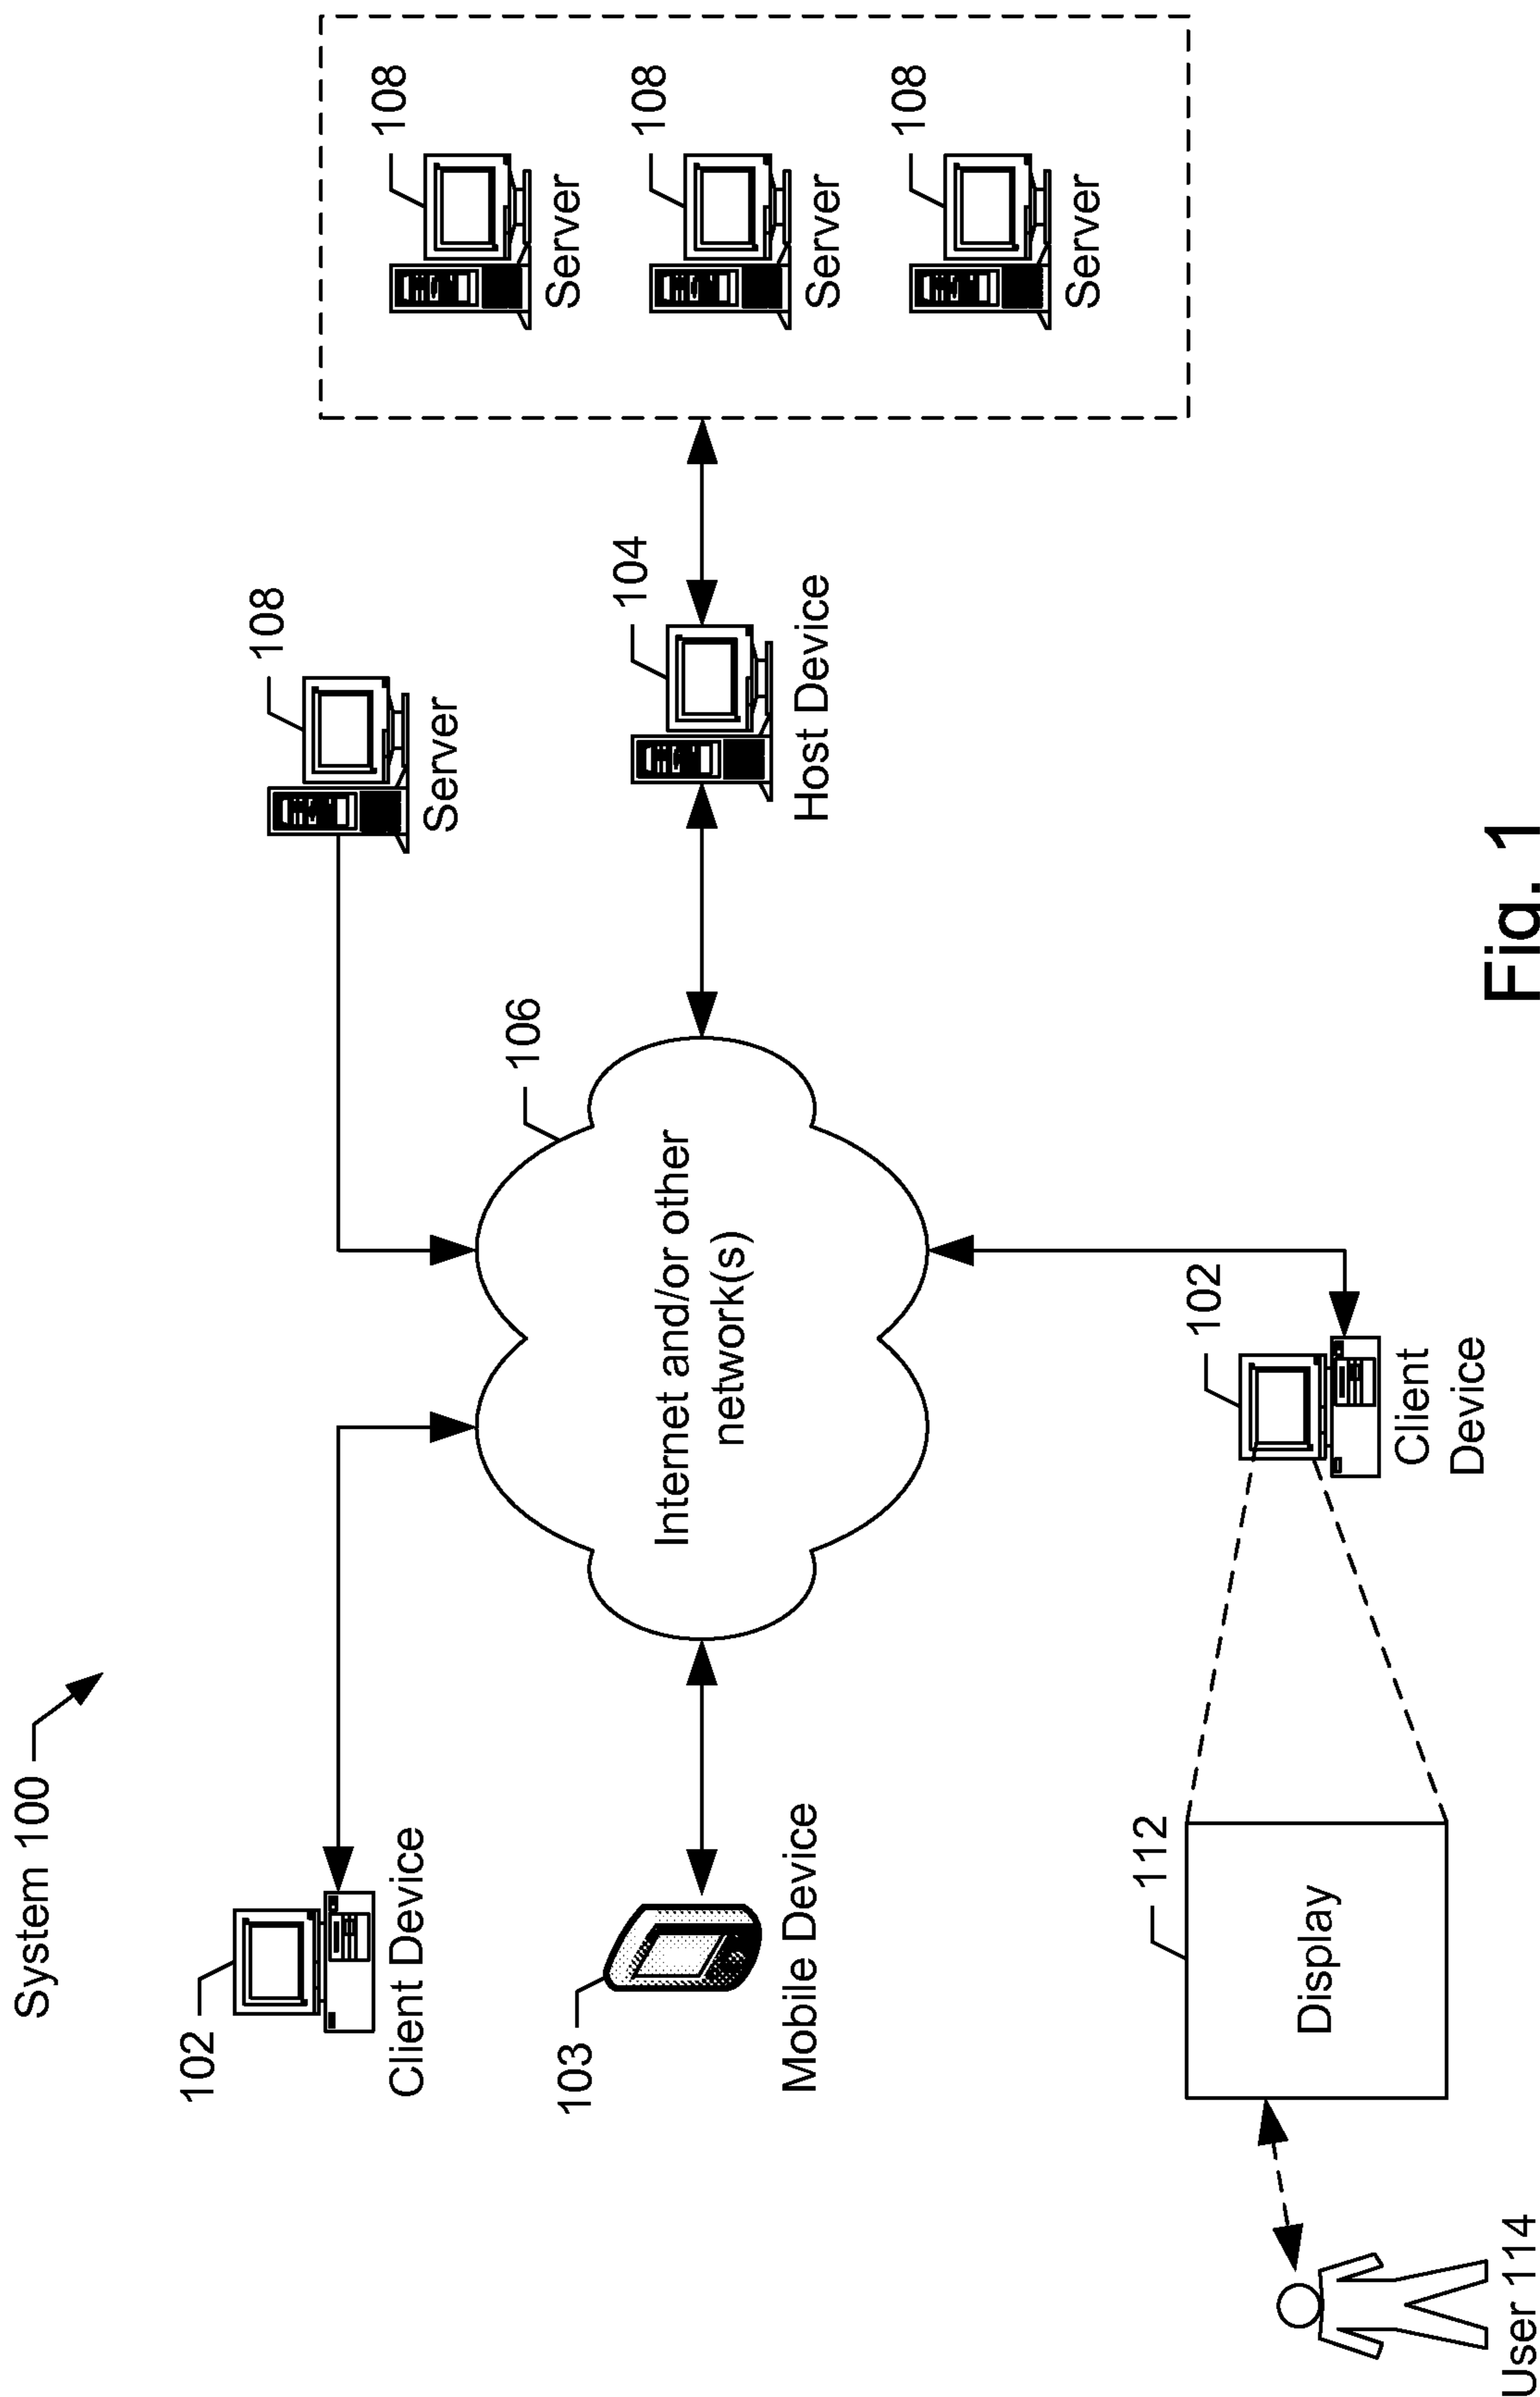 System 100
102
Client Device
108
Server
108
Server
108
Server
108
Server
103
Mobile Device
106
Internet and/or other
network(s)
104
Host Device
112
Display
102
Client
Device
User 114
Fig. 1